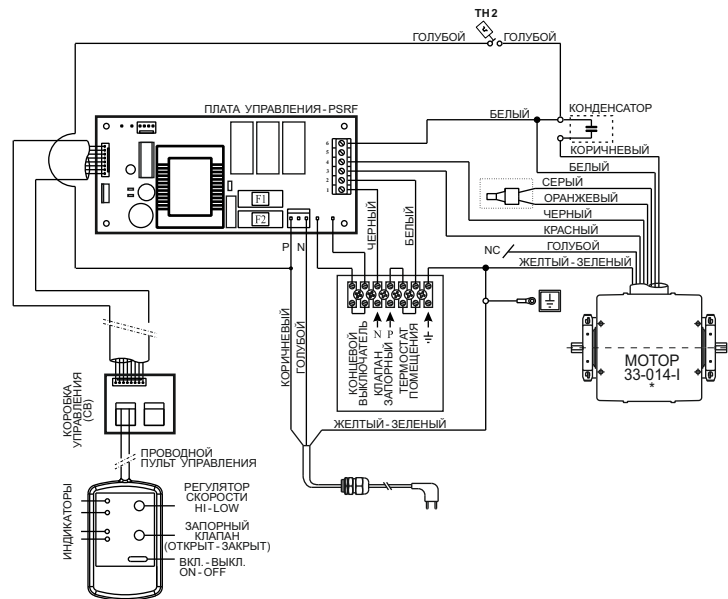 TH2
ГОЛУБОЙ
ГОЛУБОЙ
ПЛАТА УПРАВЛЕНИЯ - PSRF
БЕЛЫЙ
КОНДЕНСАТОР
КОРИЧНЕВЫЙ
БЕЛЫЙ
СЕРЫЙ
ОРАНЖЕВЫЙ
ЧЕРНЫЙ
КРАСНЫЙ
ГОЛУБОЙ
NC
ЖЕЛТЫЙ - ЗЕЛЕНЫЙ
6
5
4
3
2
1
F1
F2
P N
ЧЕРНЫЙ
БЕЛЫЙ
КОРИЧНЕВЫЙ
ГОЛУБОЙ
КОНЦЕВОЙ
ВЫКЛЮЧАТЕЛЬ
N P
КЛАПАН
ЗАПОРНЫЙ
ТЕРМОСТАТ
ПОМЕЩЕНИЯ
МОТОР
33-014-I
*
ЖЕЛТЫЙ - ЗЕЛЕНЫЙ
КОРОБКА
УПРАВЛЕНИЯ
(CB)
ПРОВОДНОЙ
ПУЛЬТ УПРАВЛЕНИЯ
ИНДИКАТОРЫ
РЕГУЛЯТОР
СКОРОСТИ
HI - LOW
ЗАПОРНЫЙ
КЛАПАН
(ОТКРЫТ - ЗАКРЫТ)
ВКЛ. - ВЫКЛ.
ON - OFF